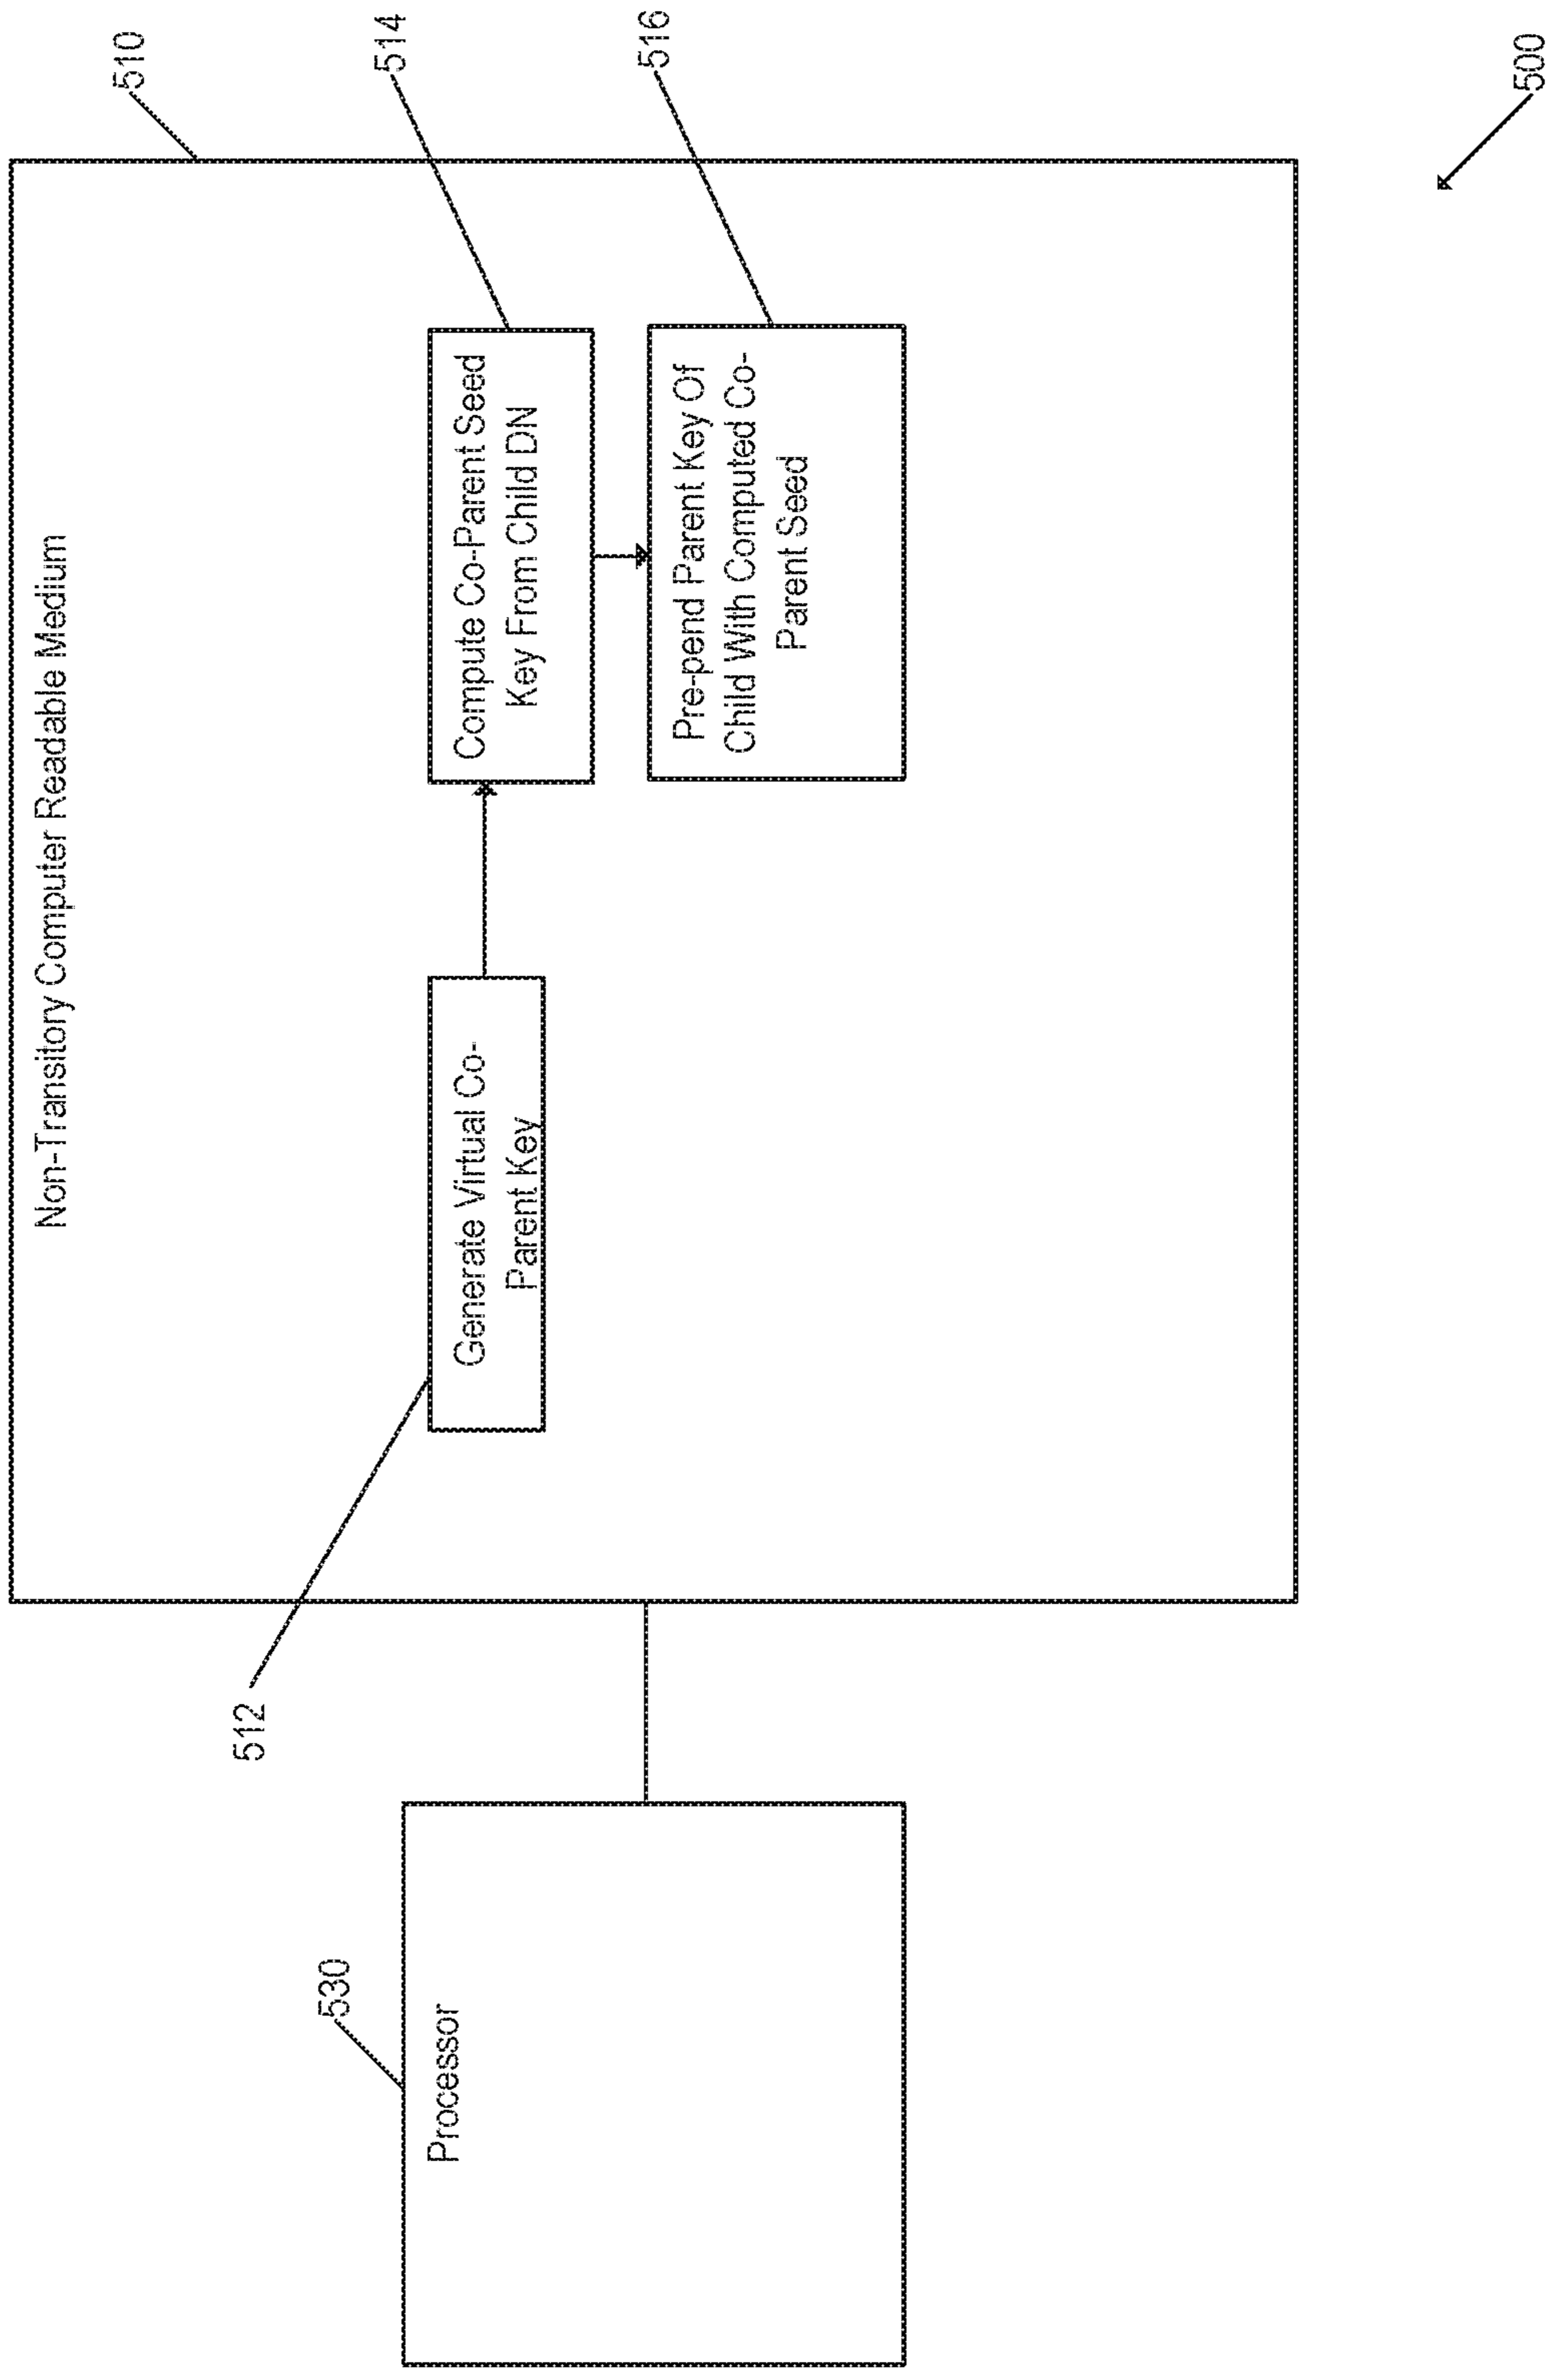 510
514
516
Non-Transitory Computer Readable Medium
Compute Co-Parent Seed
Key From Child DN
Pre-pend Parent Key Of
Child With Computed Co-
Parent Seed
Generate Virtual Co-
Parent Key
512
530
Processor
500